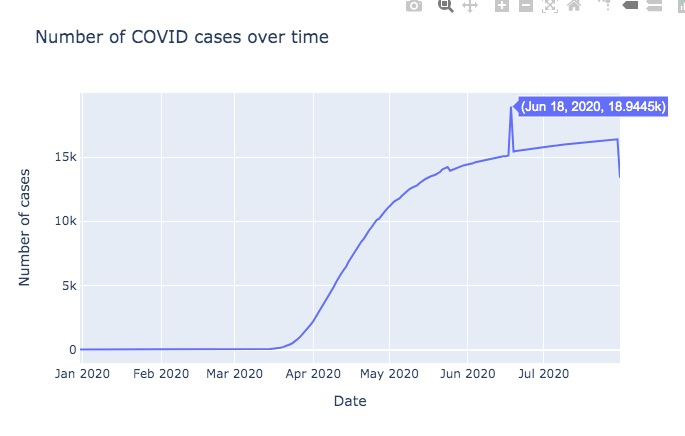 Number of COVID cases over time
(Jun 18, 2020, 18.9445k)
15k
10k
5k
0
Number of cases
Jan 2020 Feb 2020 Mar 2020 Apr 2020 May 2020 Jun 2020 Jul 2020
Date